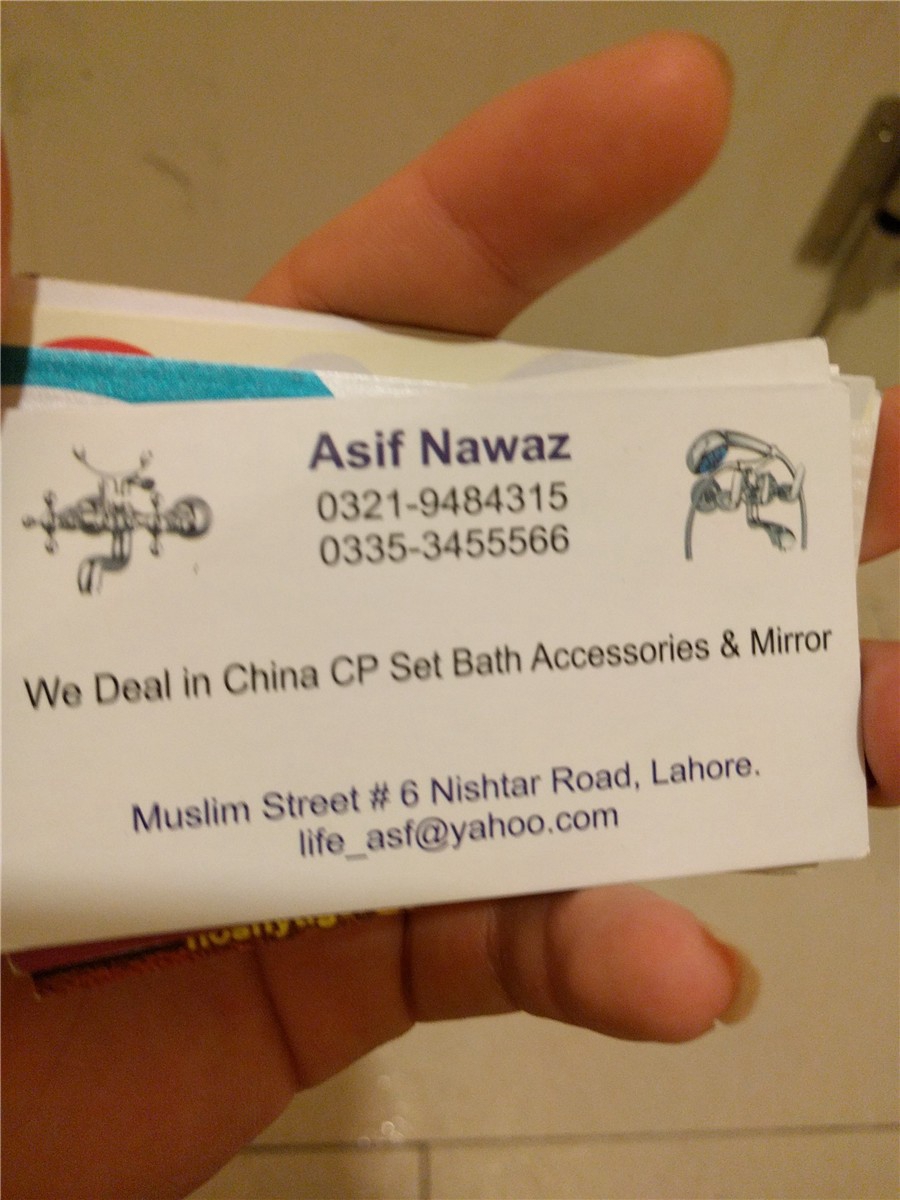 Asif Nawaz
0321-9484315
0335-3455566
We Deal in China CP Set Bath Accessories & Mirror
Muslim Street # 6 Nishtar Road, Lahore.
life_asf@yahoo.com